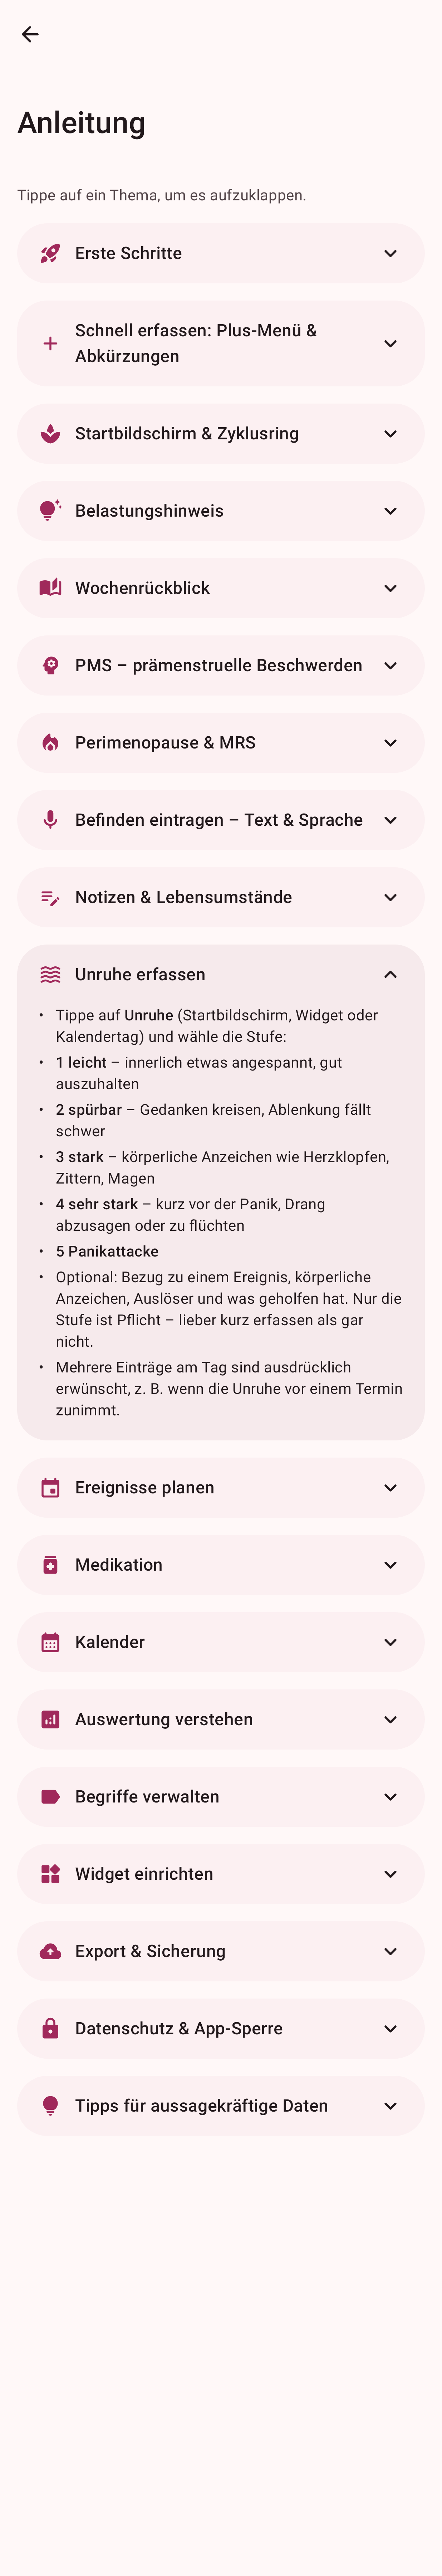 Anleitung
Tippe auf ein Thema, um es aufzuklappen.
Erste Schritte
Schnell erfassen: Plus-Menü &
Abkürzungen
Startbildschirm & Zyklusring
Belastungshinweis
Wochenrückblick
PMS – prämenstruelle Beschwerden
Perimenopause & MRS
Befinden eintragen – Text & Sprache
Notizen & Lebensumstände
Unruhe erfassen
• Tippe auf Unruhe (Startbildschirm, Widget oder
Kalendertag) und wähle die Stufe:
• 1 leicht – innerlich etwas angespannt, gut
auszuhalten
• 2 spürbar – Gedanken kreisen, Ablenkung fällt
schwer
• 3 stark – körperliche Anzeichen wie Herzklopfen,
Zittern, Magen
• 4 sehr stark – kurz vor der Panik, Drang
abzusagen oder zu flüchten
• 5 Panikattacke
• Optional: Bezug zu einem Ereignis, körperliche
Anzeichen, Auslöser und was geholfen hat. Nur die
Stufe ist Pflicht – lieber kurz erfassen als gar
nicht.
• Mehrere Einträge am Tag sind ausdrücklich
erwünscht, z. B. wenn die Unruhe vor einem Termin
zunimmt.
Ereignisse planen
Medikation
Kalender
Auswertung verstehen
Begriffe verwalten
Widget einrichten
Export & Sicherung
Datenschutz & App-Sperre
Tipps für aussagekräftige Daten